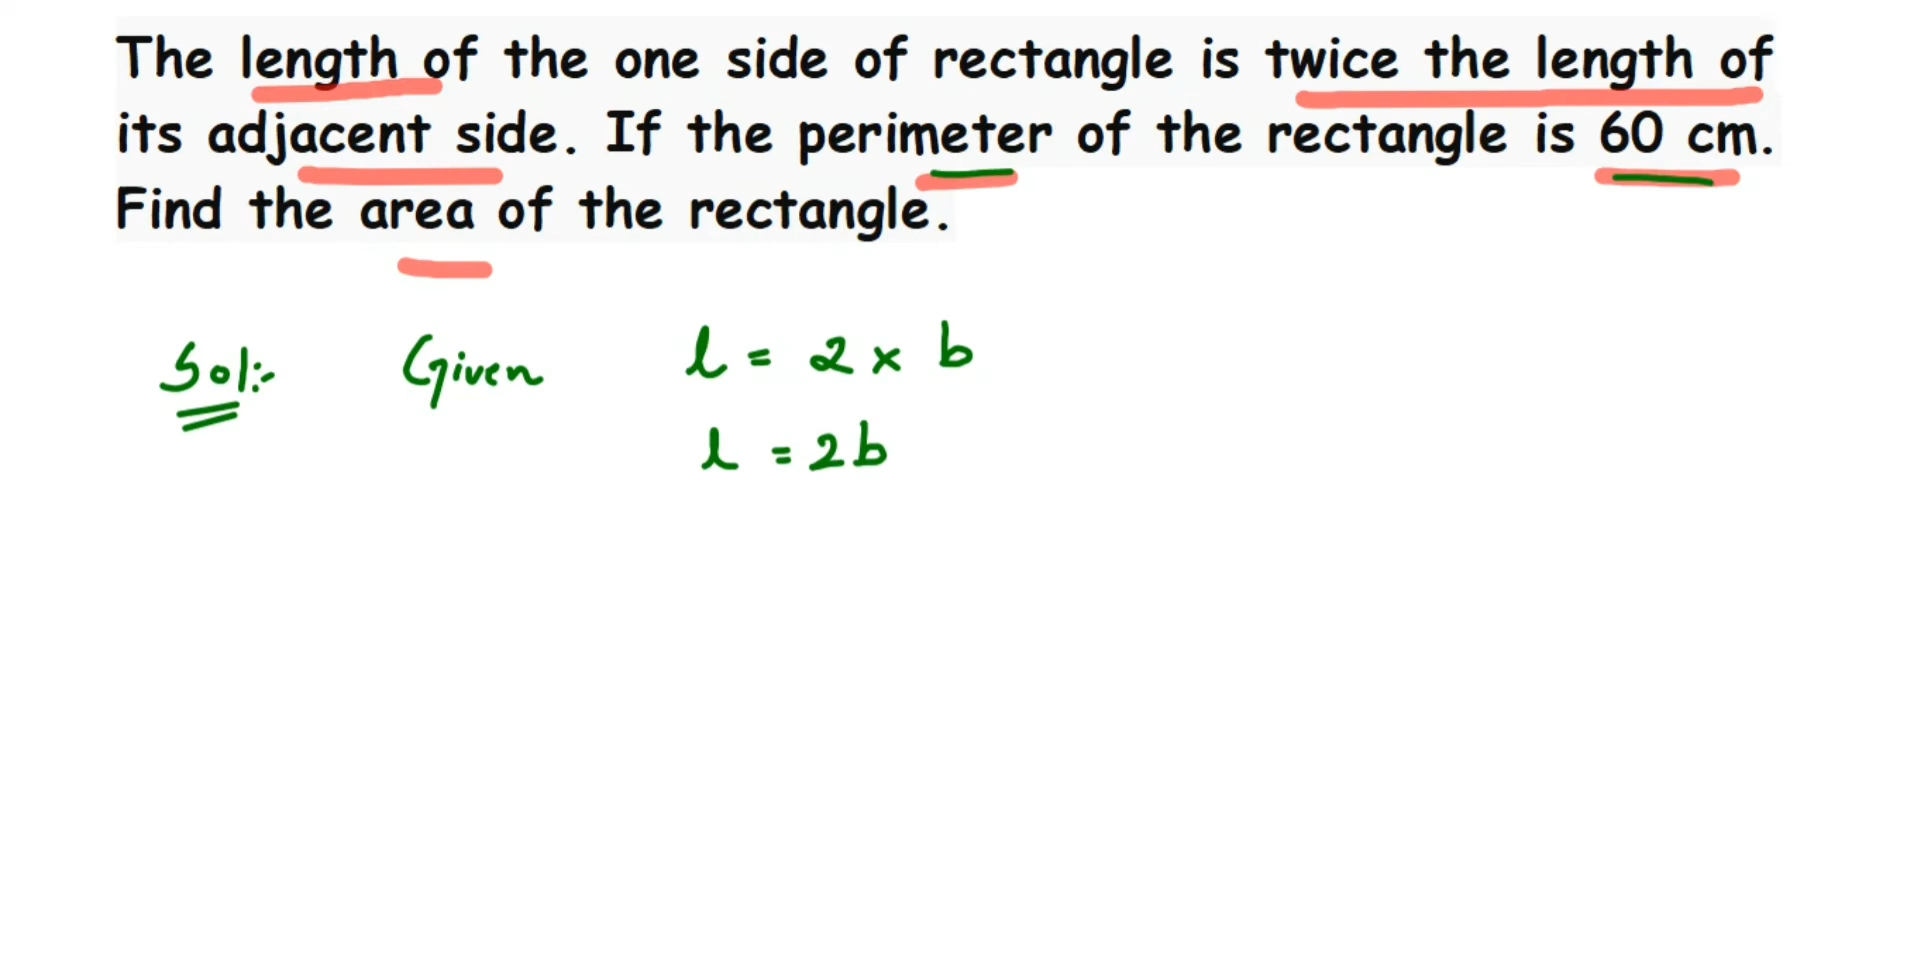 The length of the one side of rectangle is twice the length of
its adjacent side. If the perimeter of the rectangle is 60 cm.
Find the area of the rectangle.
Sol:- Given l = 2 × b
l = 2b